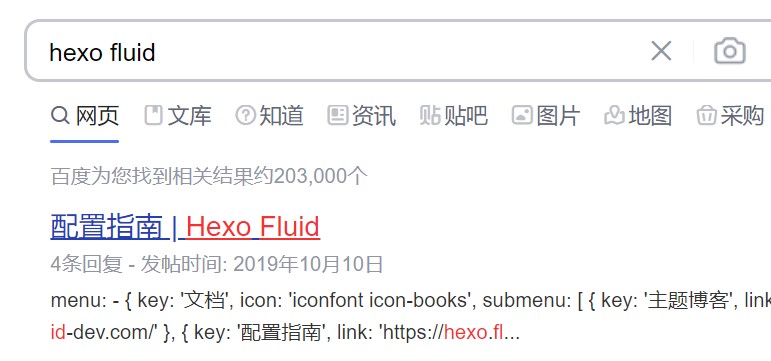 hexo fluid
网页 文库 知道 资讯 贴 贴吧 图片 地图 采购
百度为您找到相关结果约203,000个
配置指南 | Hexo Fluid
4条回复 - 发帖时间: 2019年10月10日
menu: - { key: '文档', icon: 'iconfont icon-books', submenu: [ { key: '主题博客', link
id-dev.com/' }, { key: '配置指南', link: 'https://hexo.fl...